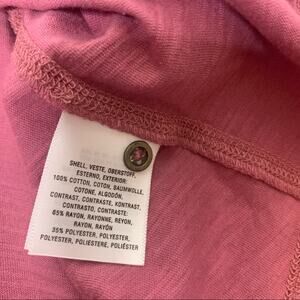 SHELL, VESTE, OBERSTOFF,
ESTERNO, EXTERIOR:
100% COTTON, COTON, BAUMWOLLE,
COTONE, ALGODÓN,
CONTRAST, CONTRASTE, KONTRAST,
CONTRASTO, CONTRASTE:
65% RAYON, RAYONNE, REYON,
RAYON, RAYÓN
35% POLYESTER, POLYESTER,
POLYESTER, POLIESTERE, POLIÉSTER